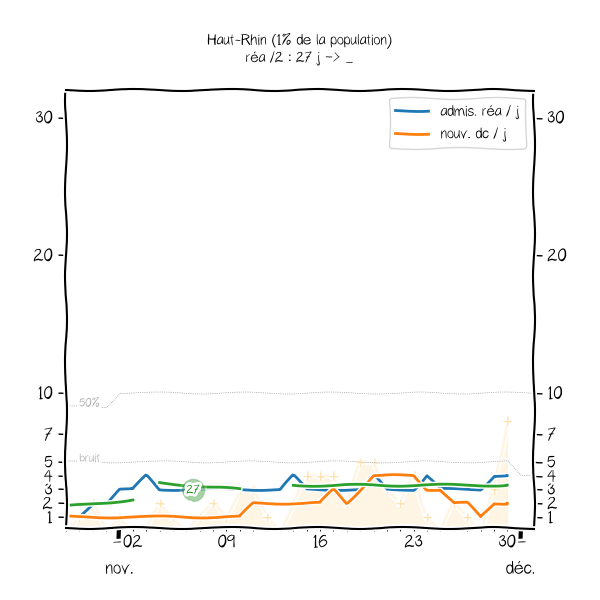 Haut-Rhin (1% de la population)
réa /2 : 27 j -> _
admis. réa / j
nouv. dc / j
30 30
20 20
10 10
50%
7 7
bruit
5 5
4 4
3 3
27
2 2
1 1
02 09 16 23 30
nov. déc.